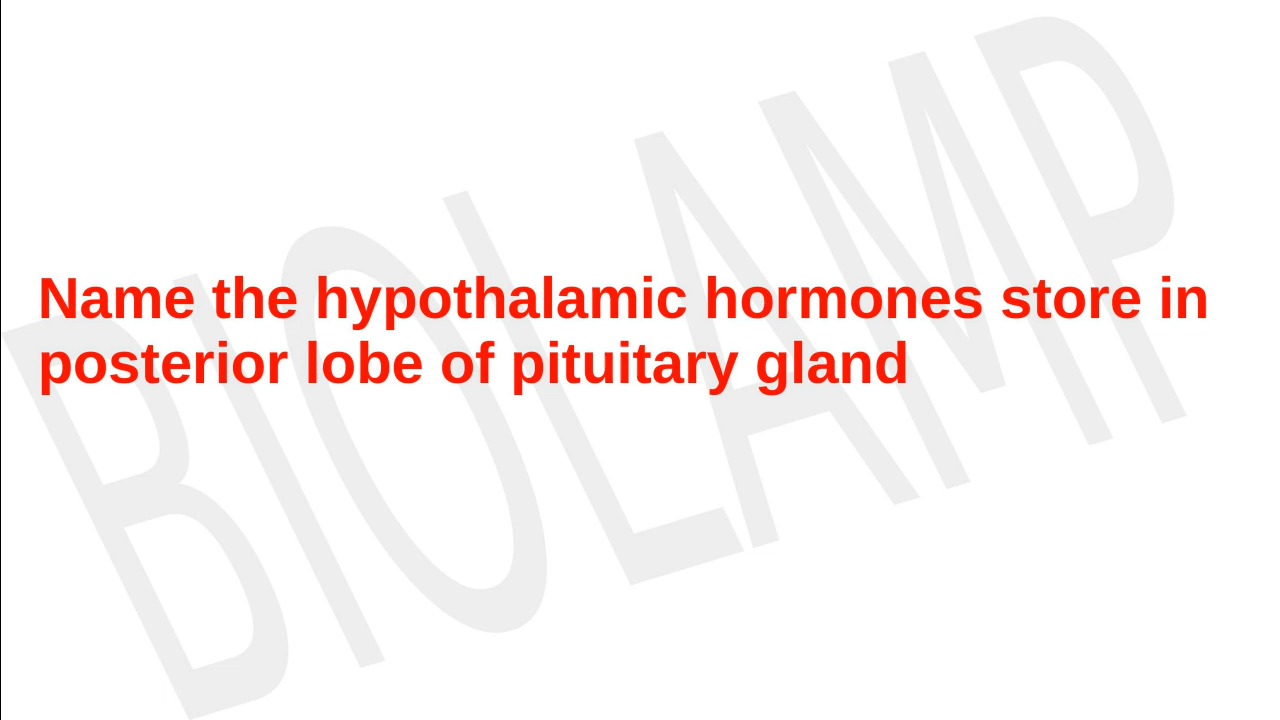 BIOLAMP
Name the hypothalamic hormones store in
posterior lobe of pituitary gland